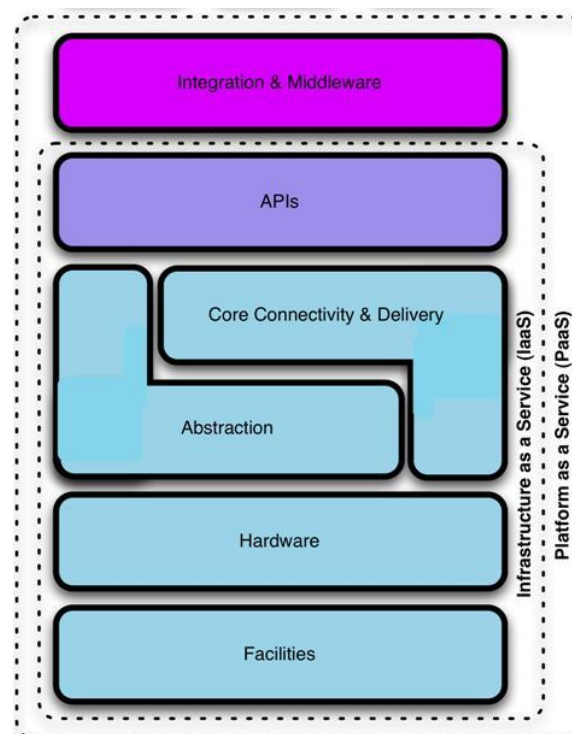 Integration & Middleware
APIs
Core Connectivity & Delivery
Abstraction
Hardware
Facilities
Infrastructure as a Service (IaaS)
Platform as a Service (PaaS)